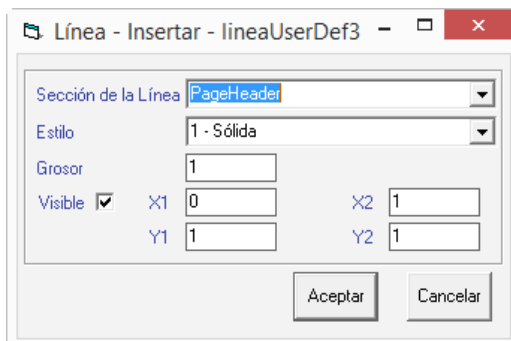 Línea - Insertar - lineaUserDef3
Sección de la Línea PageHeader
Estilo 1 - Sólida
Grosor 1
Visible X1 0 X2 1
Y1 1 Y2 1
Aceptar Cancelar